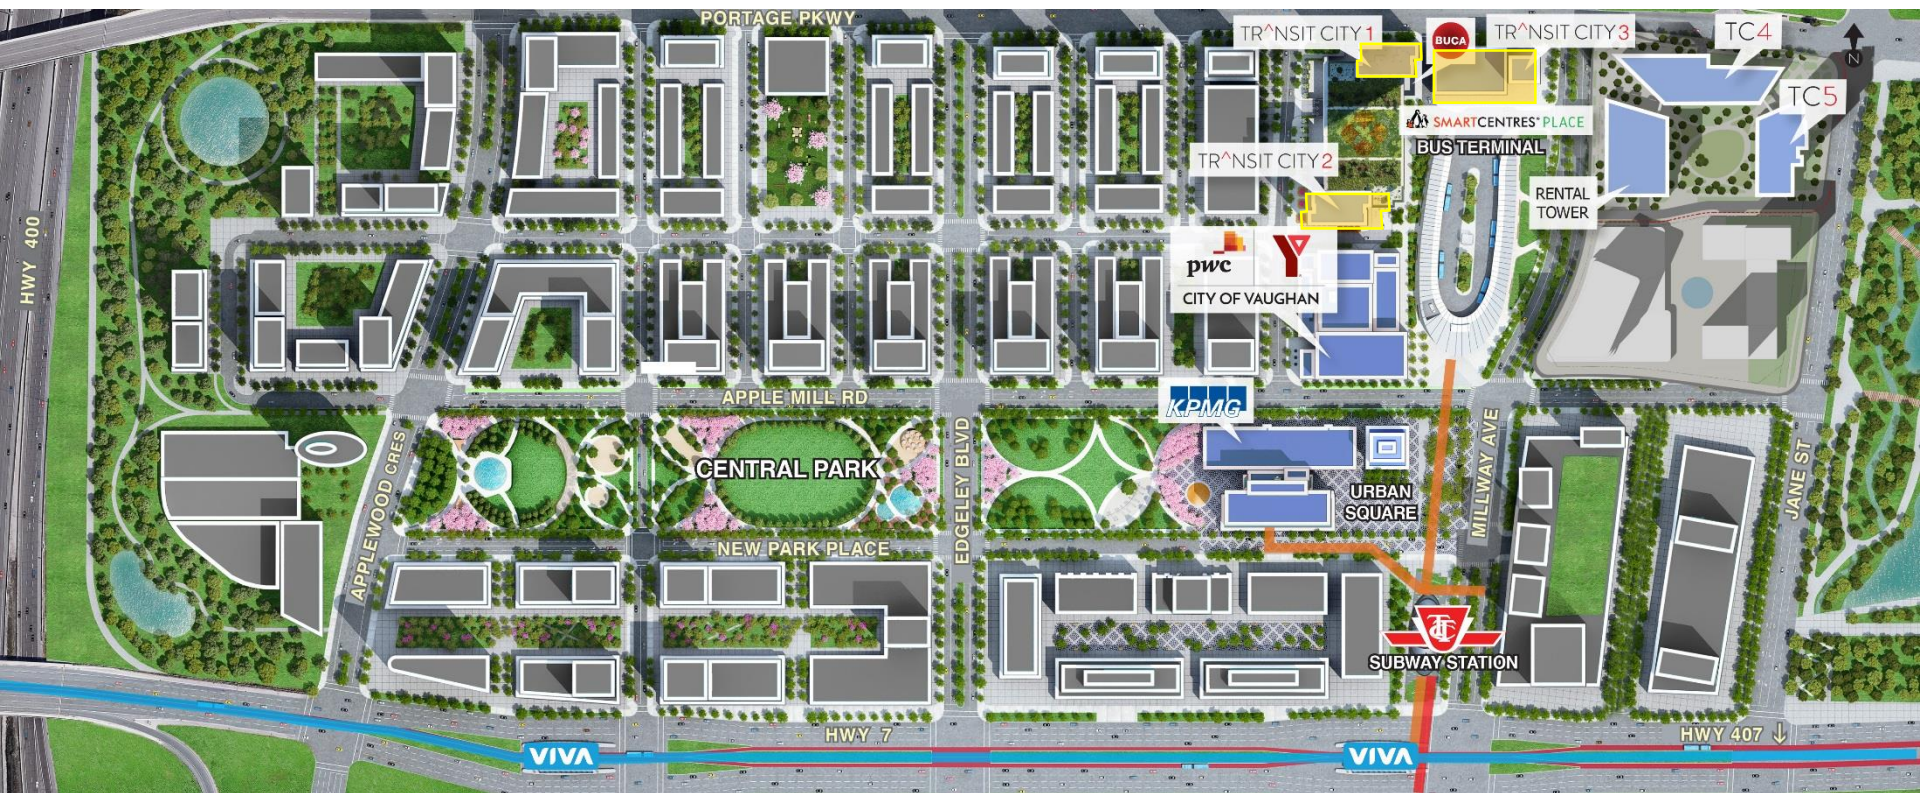 PORTAGE PKWY
TR^NSIT CITY 1
BUCA
TR^NSIT CITY 3
TC4
N
TC5
SMARTCENTRES® PLACE
BUS TERMINAL
TR^NSIT CITY 2
RENTAL
TOWER
HWY 400
pwc
Y
CITY OF VAUGHAN
APPLE MILL RD
KPMG
CENTRAL PARK
APPLEWOOD CRES
EDGELEY BLVD
MILLWAY AVE
JANE ST
URBAN
SQUARE
NEW PARK PLACE
TTC
SUBWAY STATION
HWY 7
HWY 407 ↓
VIVA
VIVA